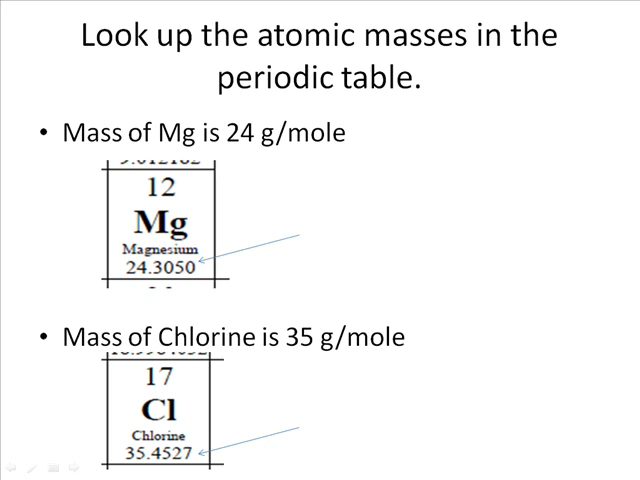 Look up the atomic masses in the
periodic table.
• Mass of Mg is 24 g/mole
12
Mg
Magnesium
24.3050
• Mass of Chlorine is 35 g/mole
17
Cl
Chlorine
35.4527